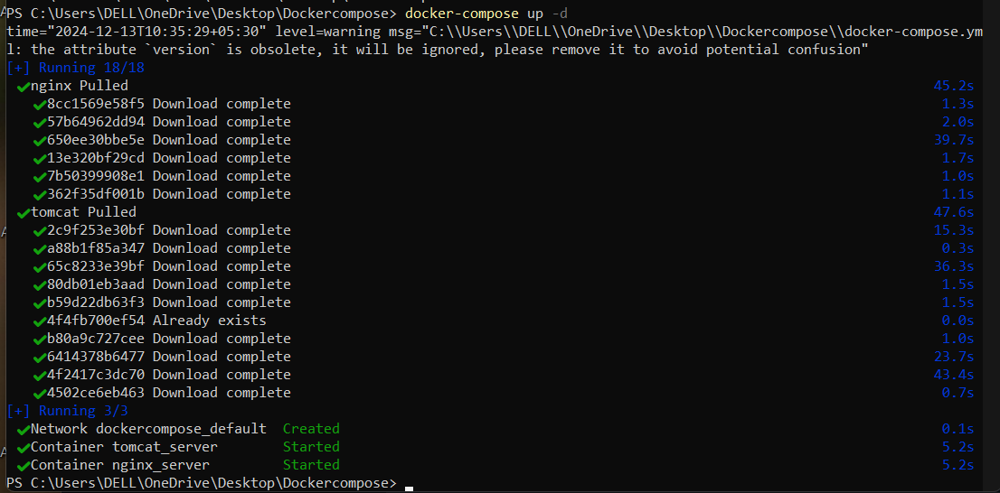 PS C:\Users\DELL\OneDrive\Desktop\Dockercompose> docker-compose up -d
time="2024-12-13T10:35:29+05:30" level=warning msg="C:\\Users\\DELL\\OneDrive\\Desktop\\Dockercompose\\docker-compose.ym
l: the attribute `version` is obsolete, it will be ignored, please remove it to avoid potential confusion"
[+] Running 18/18
✔nginx Pulled 45.2s
✔8cc1569e58f5 Download complete 1.3s
✔57b64962dd94 Download complete 2.0s
✔650ee30bbe5e Download complete 39.7s
✔13e320bf29cd Download complete 1.7s
✔7b50399908e1 Download complete 1.0s
✔362f35df001b Download complete 1.1s
✔tomcat Pulled 47.6s
✔2c9f253e30bf Download complete 15.3s
✔a88b1f85a347 Download complete 0.3s
✔65c8233e39bf Download complete 36.3s
✔80db01eb3aad Download complete 1.5s
✔b59d22db63f3 Download complete 1.5s
✔4f4fb700ef54 Already exists 0.0s
✔b80a9c727cee Download complete 1.0s
✔6414378b6477 Download complete 23.7s
✔4f2417c3dc70 Download complete 43.4s
✔4502ce6eb463 Download complete 0.7s
[+] Running 3/3
✔Network dockercompose_default Created 0.1s
✔Container tomcat_server Started 5.2s
✔Container nginx_server Started 5.2s
PS C:\Users\DELL\OneDrive\Desktop\Dockercompose>